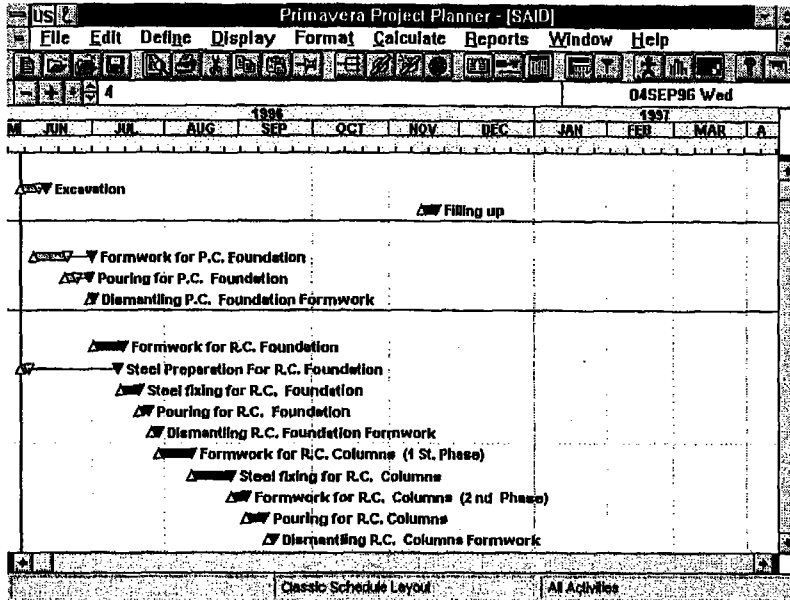 US
Primavera Project Planner - [SAID]
File Edit Define Display Format Calculate Reports Window Help
4
04SEP96 Wed
1996 1997
M JUN JUL AUG SEP OCT NOV DEC JAN FEB MAR A
Excavation
Filling up
Formwork for P.C. Foundation
Pouring for P.C. Foundation
Dismantling P.C. Foundation Formwork
Formwork for R.C. Foundation
Steel Preparation For R.C. Foundation
Steel fixing for R.C. Foundation
Pouring for R.C. Foundation
Dismantling R.C. Foundation Formwork
Formwork for R.C. Columns (1 St. Phase)
Steel fixing for R.C. Columns
Formwork for R.C. Columns (2 nd Phase)
Pouring for R.C. Columns
Dismantling R.C. Columns Formwork
Classic Schedule Layout All Activities